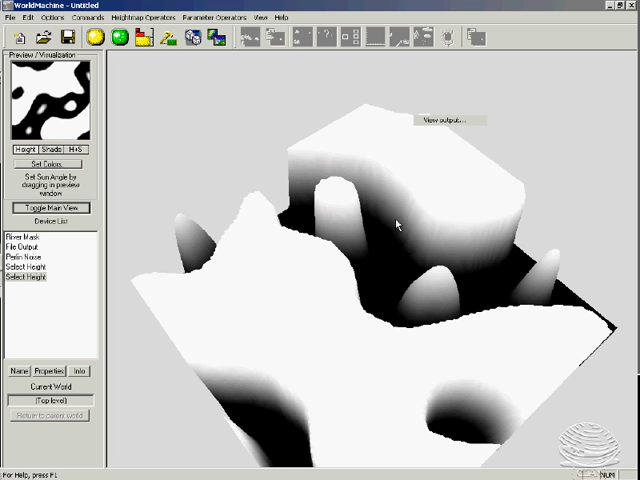 WorldMachine - Untitled
File Edit Options Commands Heightmap Operators Parameter Operators View Help
Preview / Visualization
Height Shade H+S
Set Colors..
Set Sun Angle by
dragging in preview
window
Toggle Main View
Device List
River Mask
File Output
Perlin Noise
Select Height
Select Height
Name Properties Info
Current World
(Top level)
Return to parent world
View output...
For Help, press F1
NUM